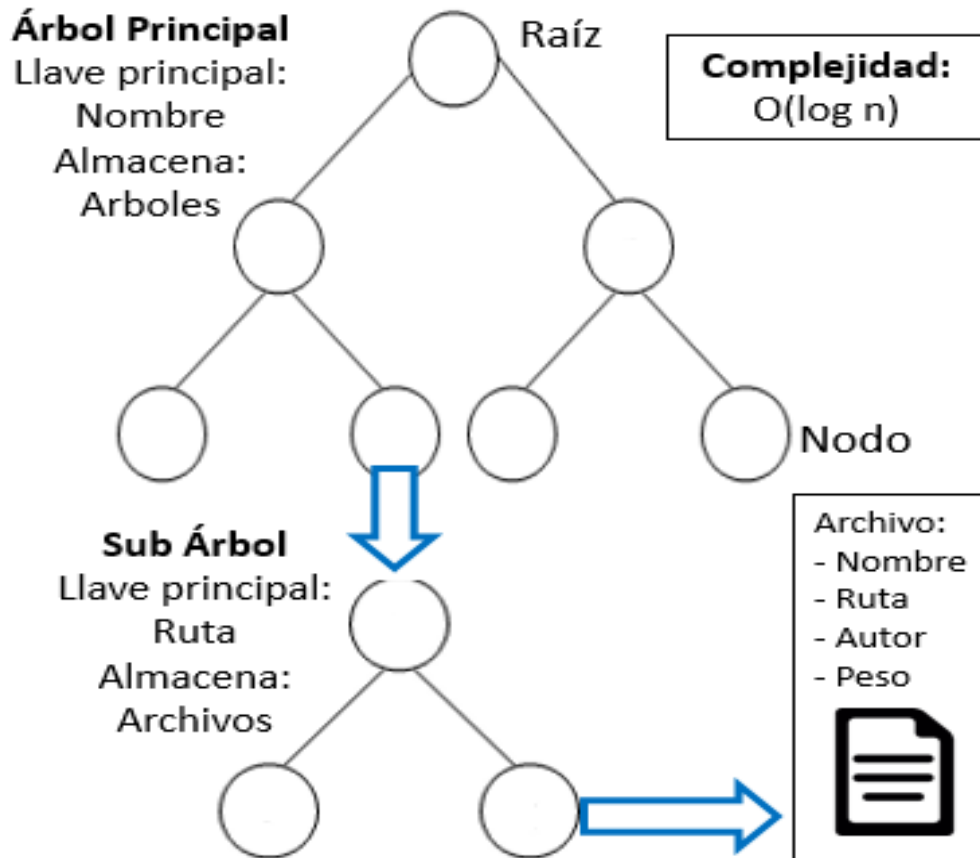 Árbol Principal
Llave principal:
Nombre
Almacena:
Arboles
Raíz
Complejidad:
O(log n)
Nodo
Sub Árbol
Llave principal:
Ruta
Almacena:
Archivos
Archivo:
- Nombre
- Ruta
- Autor
- Peso